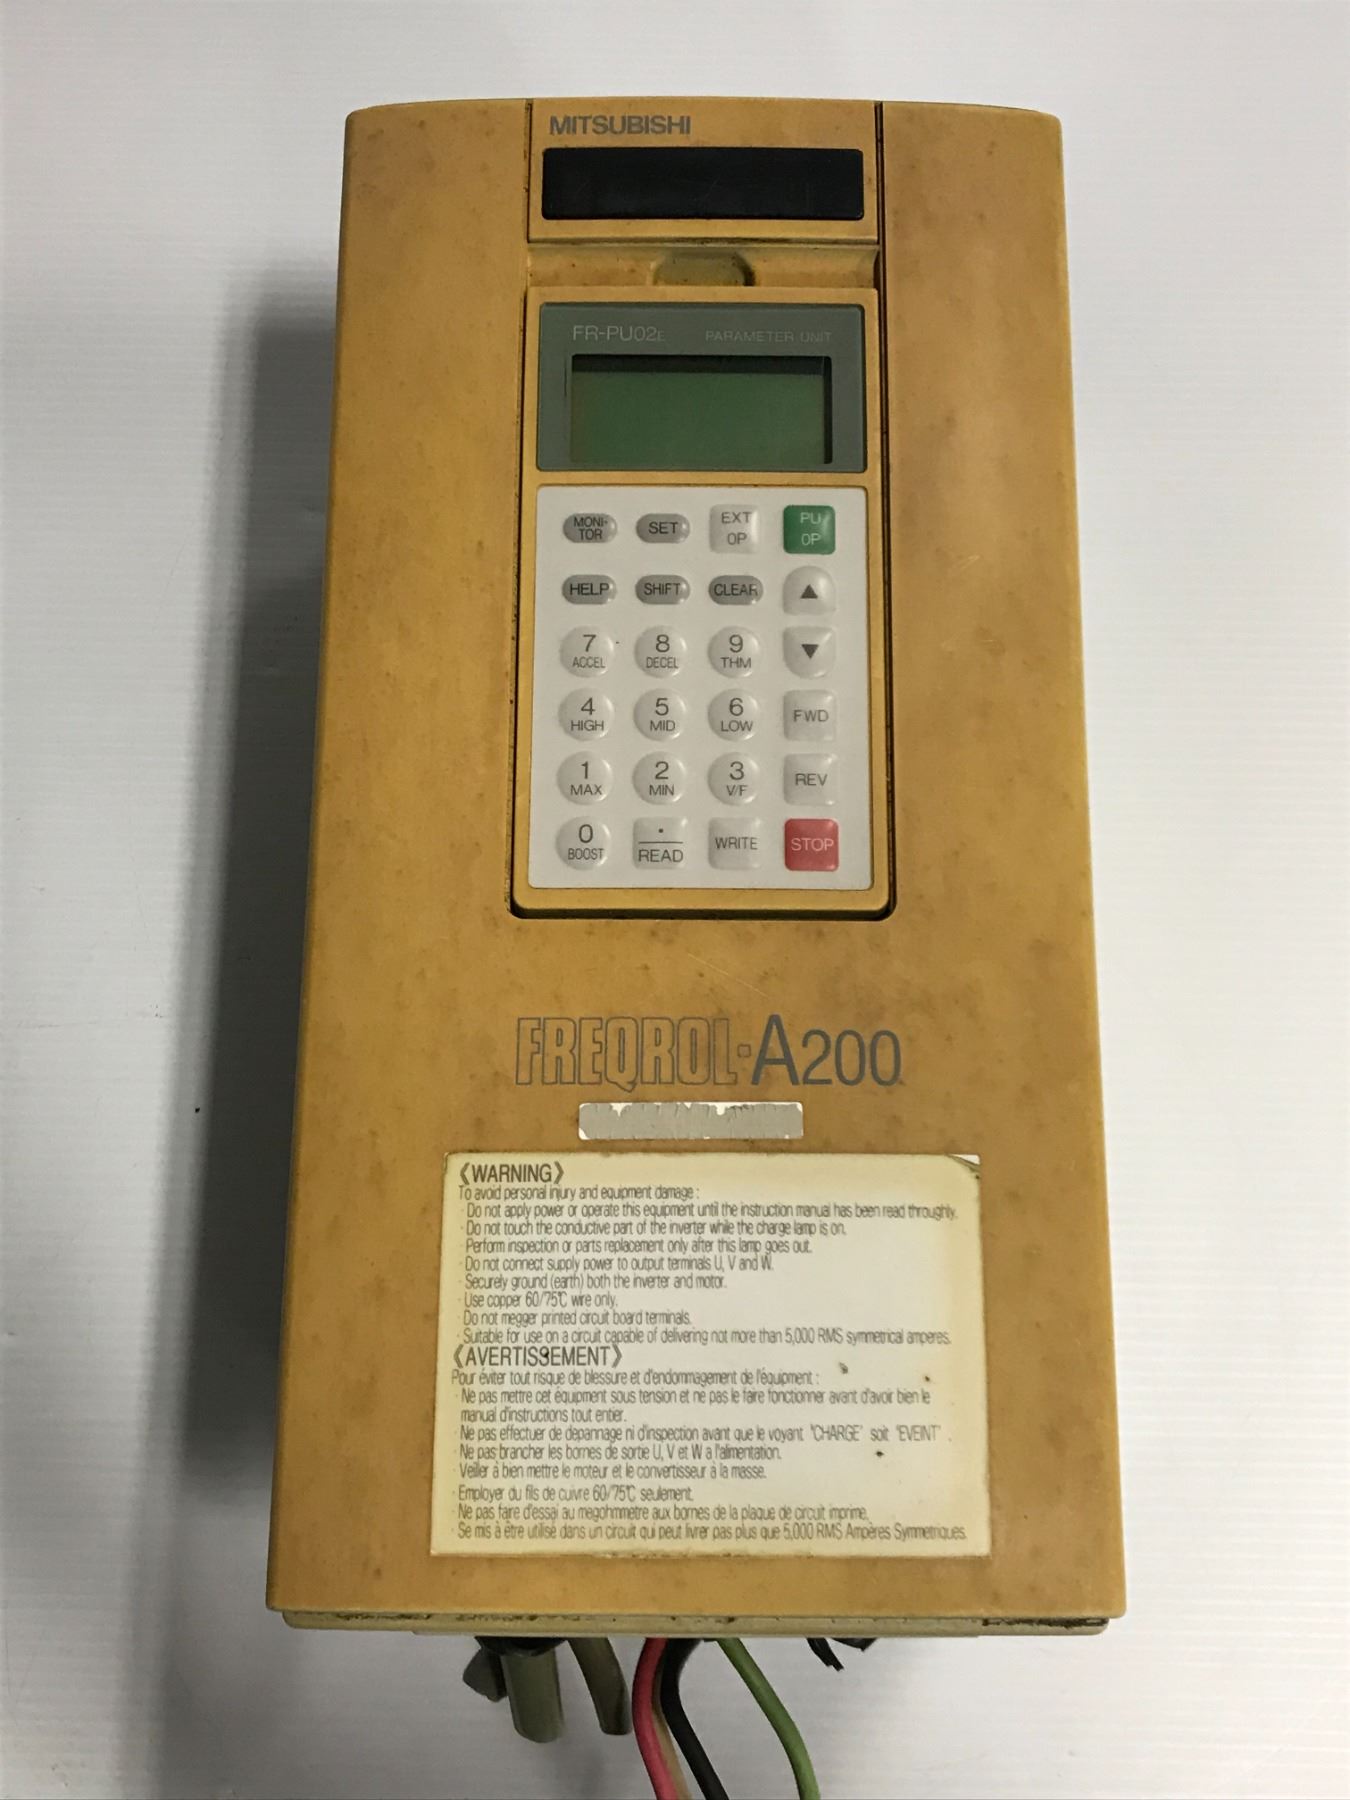 MITSUBISHI
FR-PU02E PARAMETER UNIT
MONI-TOR SET EXT OP PU OP
HELP SHIFT CLEAR ▲
7 ACCEL 8 DECEL 9 THM ▼
4 HIGH 5 MID 6 LOW FWD
1 MAX 2 MIN 3 V/F REV
0 BOOST · READ WRITE STOP
FREQROL-A200
《WARNING》
To avoid personal injury and equipment damage :
· Do not apply power or operate this equipment until the instruction manual has been read throughly.
· Do not touch the conductive part of the inverter while the charge lamp is on.
· Perform inspection or parts replacement only after this lamp goes out.
· Do not connect supply power to output terminals U, V and W.
· Securely ground (earth) both the inverter and motor.
· Use copper 60/75℃ wire only.
· Do not megger printed circuit board terminals.
· Suitable for use on a circuit capable of delivering not more than 5,000 RMS symmetrical amperes.
《AVERTISSEMENT》
Pour éviter tout risque de blessure et d'endommagement de l'équipment :
· Ne pas mettre cet équipment sous tension et ne pas le faire fonctionner avant d'avoir bien le
manual d'instructions tout entier.
· Ne pas effectuer de depannage ni d'inspection avant que le voyant "CHARGE" soit "EVEINT" .
· Ne pas brancher les bornes de sortie U, V et W a l'alimentation.
· Veiller à bien mettre le moteur et le convertisseur à la masse.
· Employer du fils de cuivre 60/75℃ seulement.
· Ne pas faire d'essai au megohmmetre aux bornes de la plaque de circuit imprime.
· Se mis à être utilisé dans un circuit qui peut livrer pas plus que 5,000 RMS Ampères Symmetriques.